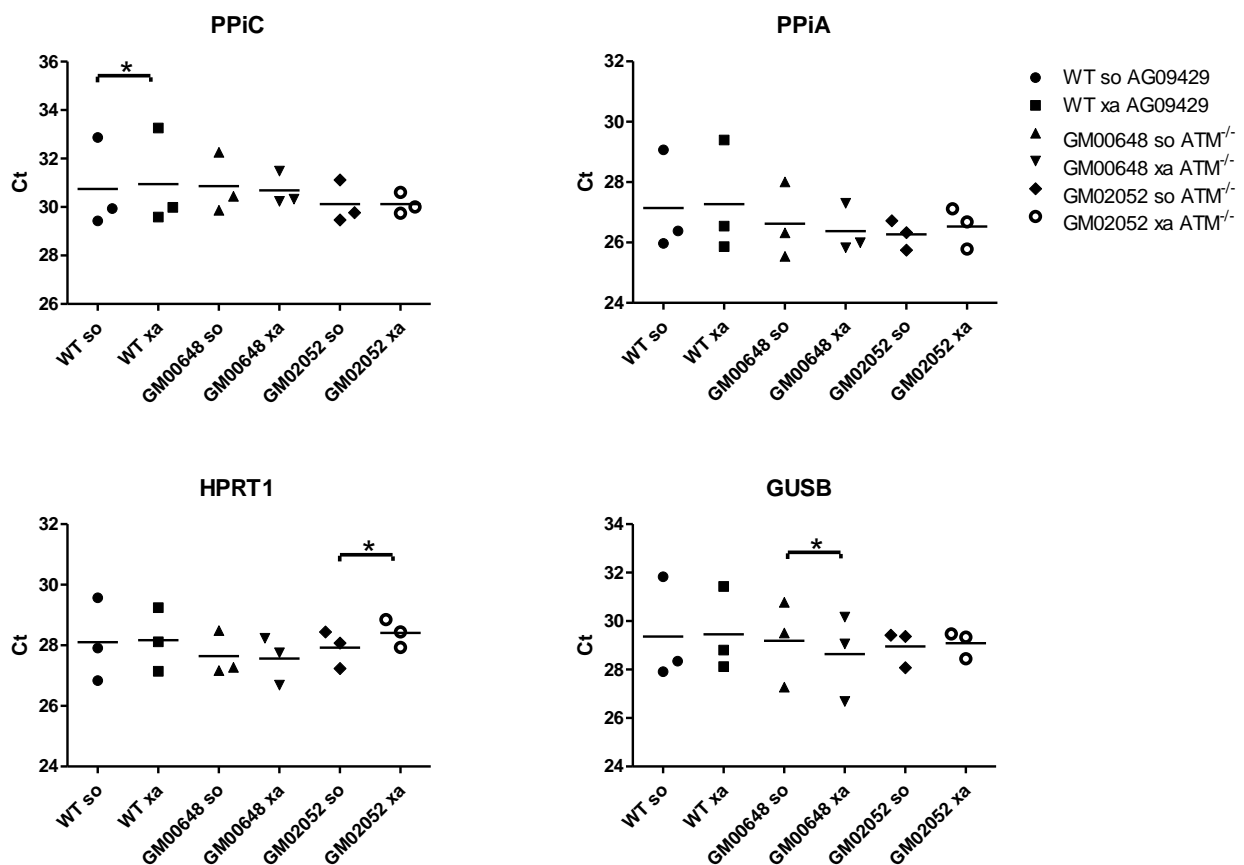 PPiC
36
34
32
30
28
26
Ct
*
WT so
WT xa
GM00648 so
GM00648 xa
GM02052 so
GM02052 xa
PPiA
32
30
28
26
24
Ct
WT so
WT xa
GM00648 so
GM00648 xa
GM02052 so
GM02052 xa
WT so AG09429
WT xa AG09429
GM00648 so ATM-/-
GM00648 xa ATM-/-
GM02052 so ATM-/-
GM02052 xa ATM-/-
HPRT1
32
30
28
26
24
Ct
*
WT so
WT xa
GM00648 so
GM00648 xa
GM02052 so
GM02052 xa
GUSB
34
32
30
28
26
24
Ct
*
WT so
WT xa
GM00648 so
GM00648 xa
GM02052 so
GM02052 xa